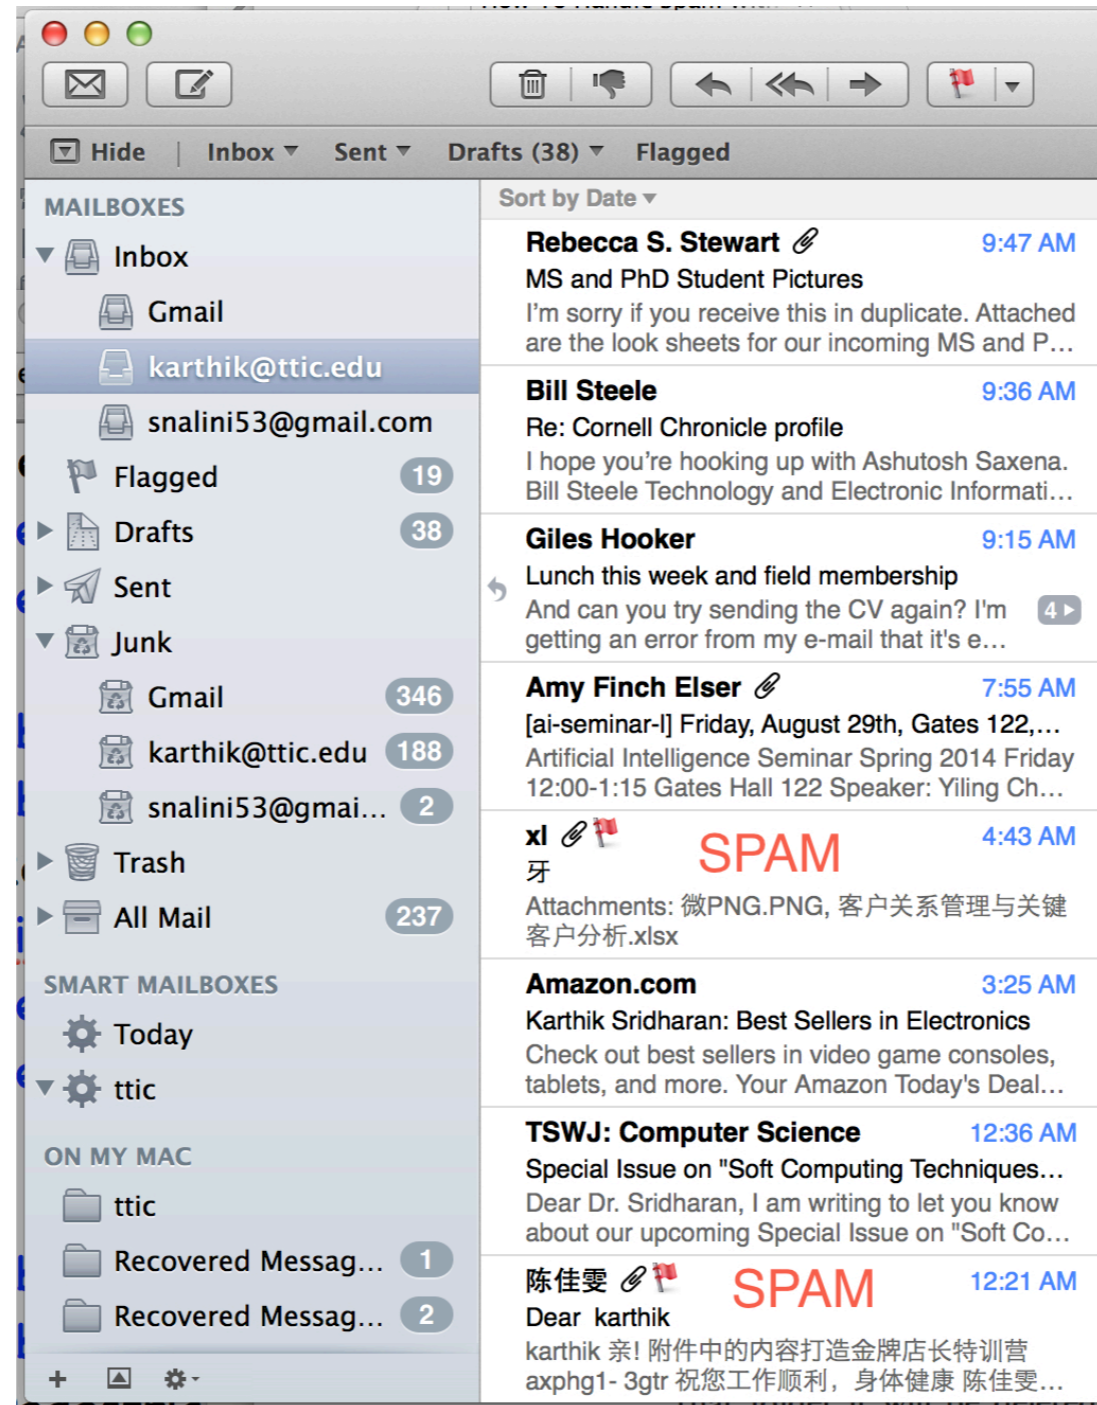 Hide | Inbox Sent Drafts (38) Flagged
MAILBOXES
Inbox
Gmail
karthik@ttic.edu
snalini53@gmail.com
Flagged 19
Drafts 38
Sent
Junk
Gmail 346
karthik@ttic.edu 188
snalini53@gmai... 2
Trash
All Mail 237
SMART MAILBOXES
Today
ttic
ON MY MAC
ttic
Recovered Messag... 1
Recovered Messag... 2
Sort by Date
Rebecca S. Stewart 9:47 AM
MS and PhD Student Pictures
I'm sorry if you receive this in duplicate. Attached
are the look sheets for our incoming MS and P...
Bill Steele 9:36 AM
Re: Cornell Chronicle profile
I hope you're hooking up with Ashutosh Saxena.
Bill Steele Technology and Electronic Informati...
Giles Hooker 9:15 AM
Lunch this week and field membership
And can you try sending the CV again? I'm 4
getting an error from my e-mail that it's e...
Amy Finch Elser 7:55 AM
[ai-seminar-l] Friday, August 29th, Gates 122,...
Artificial Intelligence Seminar Spring 2014 Friday
12:00-1:15 Gates Hall 122 Speaker: Yiling Ch...
xl SPAM 4:43 AM
牙
Attachments: 微PNG.PNG, 客户关系管理与关键
客户分析.xlsx
Amazon.com 3:25 AM
Karthik Sridharan: Best Sellers in Electronics
Check out best sellers in video game consoles,
tablets, and more. Your Amazon Today's Deal...
TSWJ: Computer Science 12:36 AM
Special Issue on "Soft Computing Techniques...
Dear Dr. Sridharan, I am writing to let you know
about our upcoming Special Issue on "Soft Co...
陈佳雯 SPAM 12:21 AM
Dear karthik
karthik 亲! 附件中的内容打造金牌店长特训营
axphg1- 3gtr 祝您工作顺利，身体健康 陈佳雯...